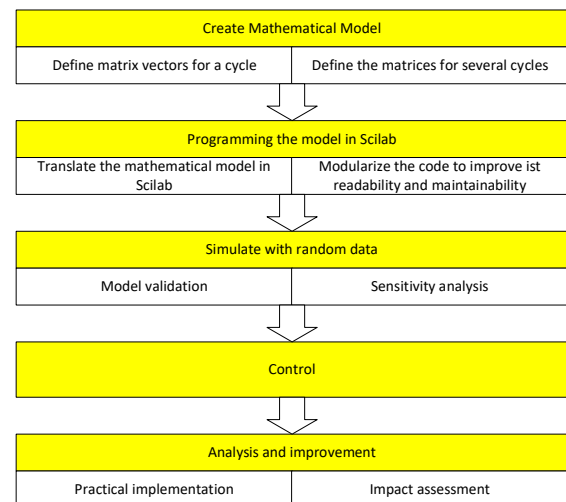 Create Mathematical Model
Define matrix vectors for a cycle
Define the matrices for several cycles
Programming the model in Scilab
Translate the mathematical model in
Scilab
Modularize the code to improve ist
readability and maintainability
Simulate with random data
Model validation
Sensitivity analysis
Control
Analysis and improvement
Practical implementation
Impact assessment